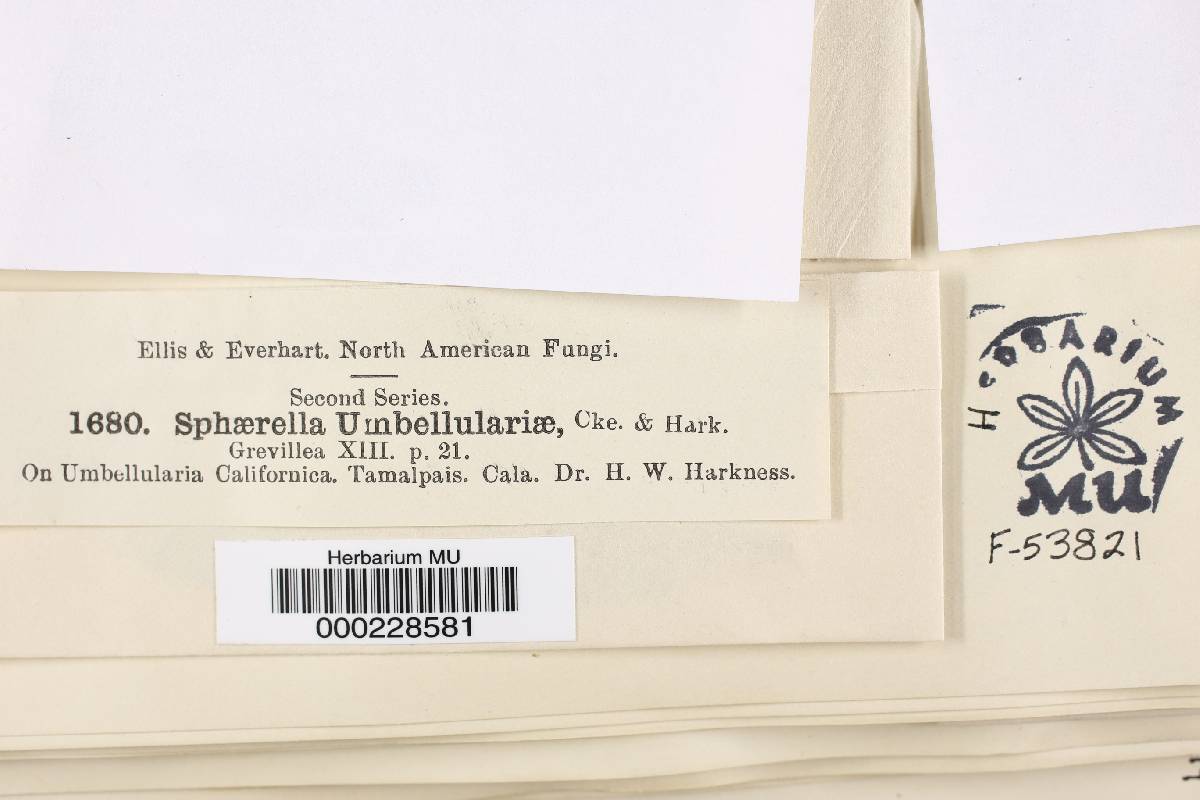 Ellis & Everhart. North American Fungi.
Second Series.
1680. Sphærella Umbellulariæ, Cke. & Hark.
Grevillea XIII. p. 21.
On Umbellularia Californica. Tamalpais. Cala. Dr. H. W. Harkness.
Herbarium MU
000228581
HERBARIUM
MU
F-53821